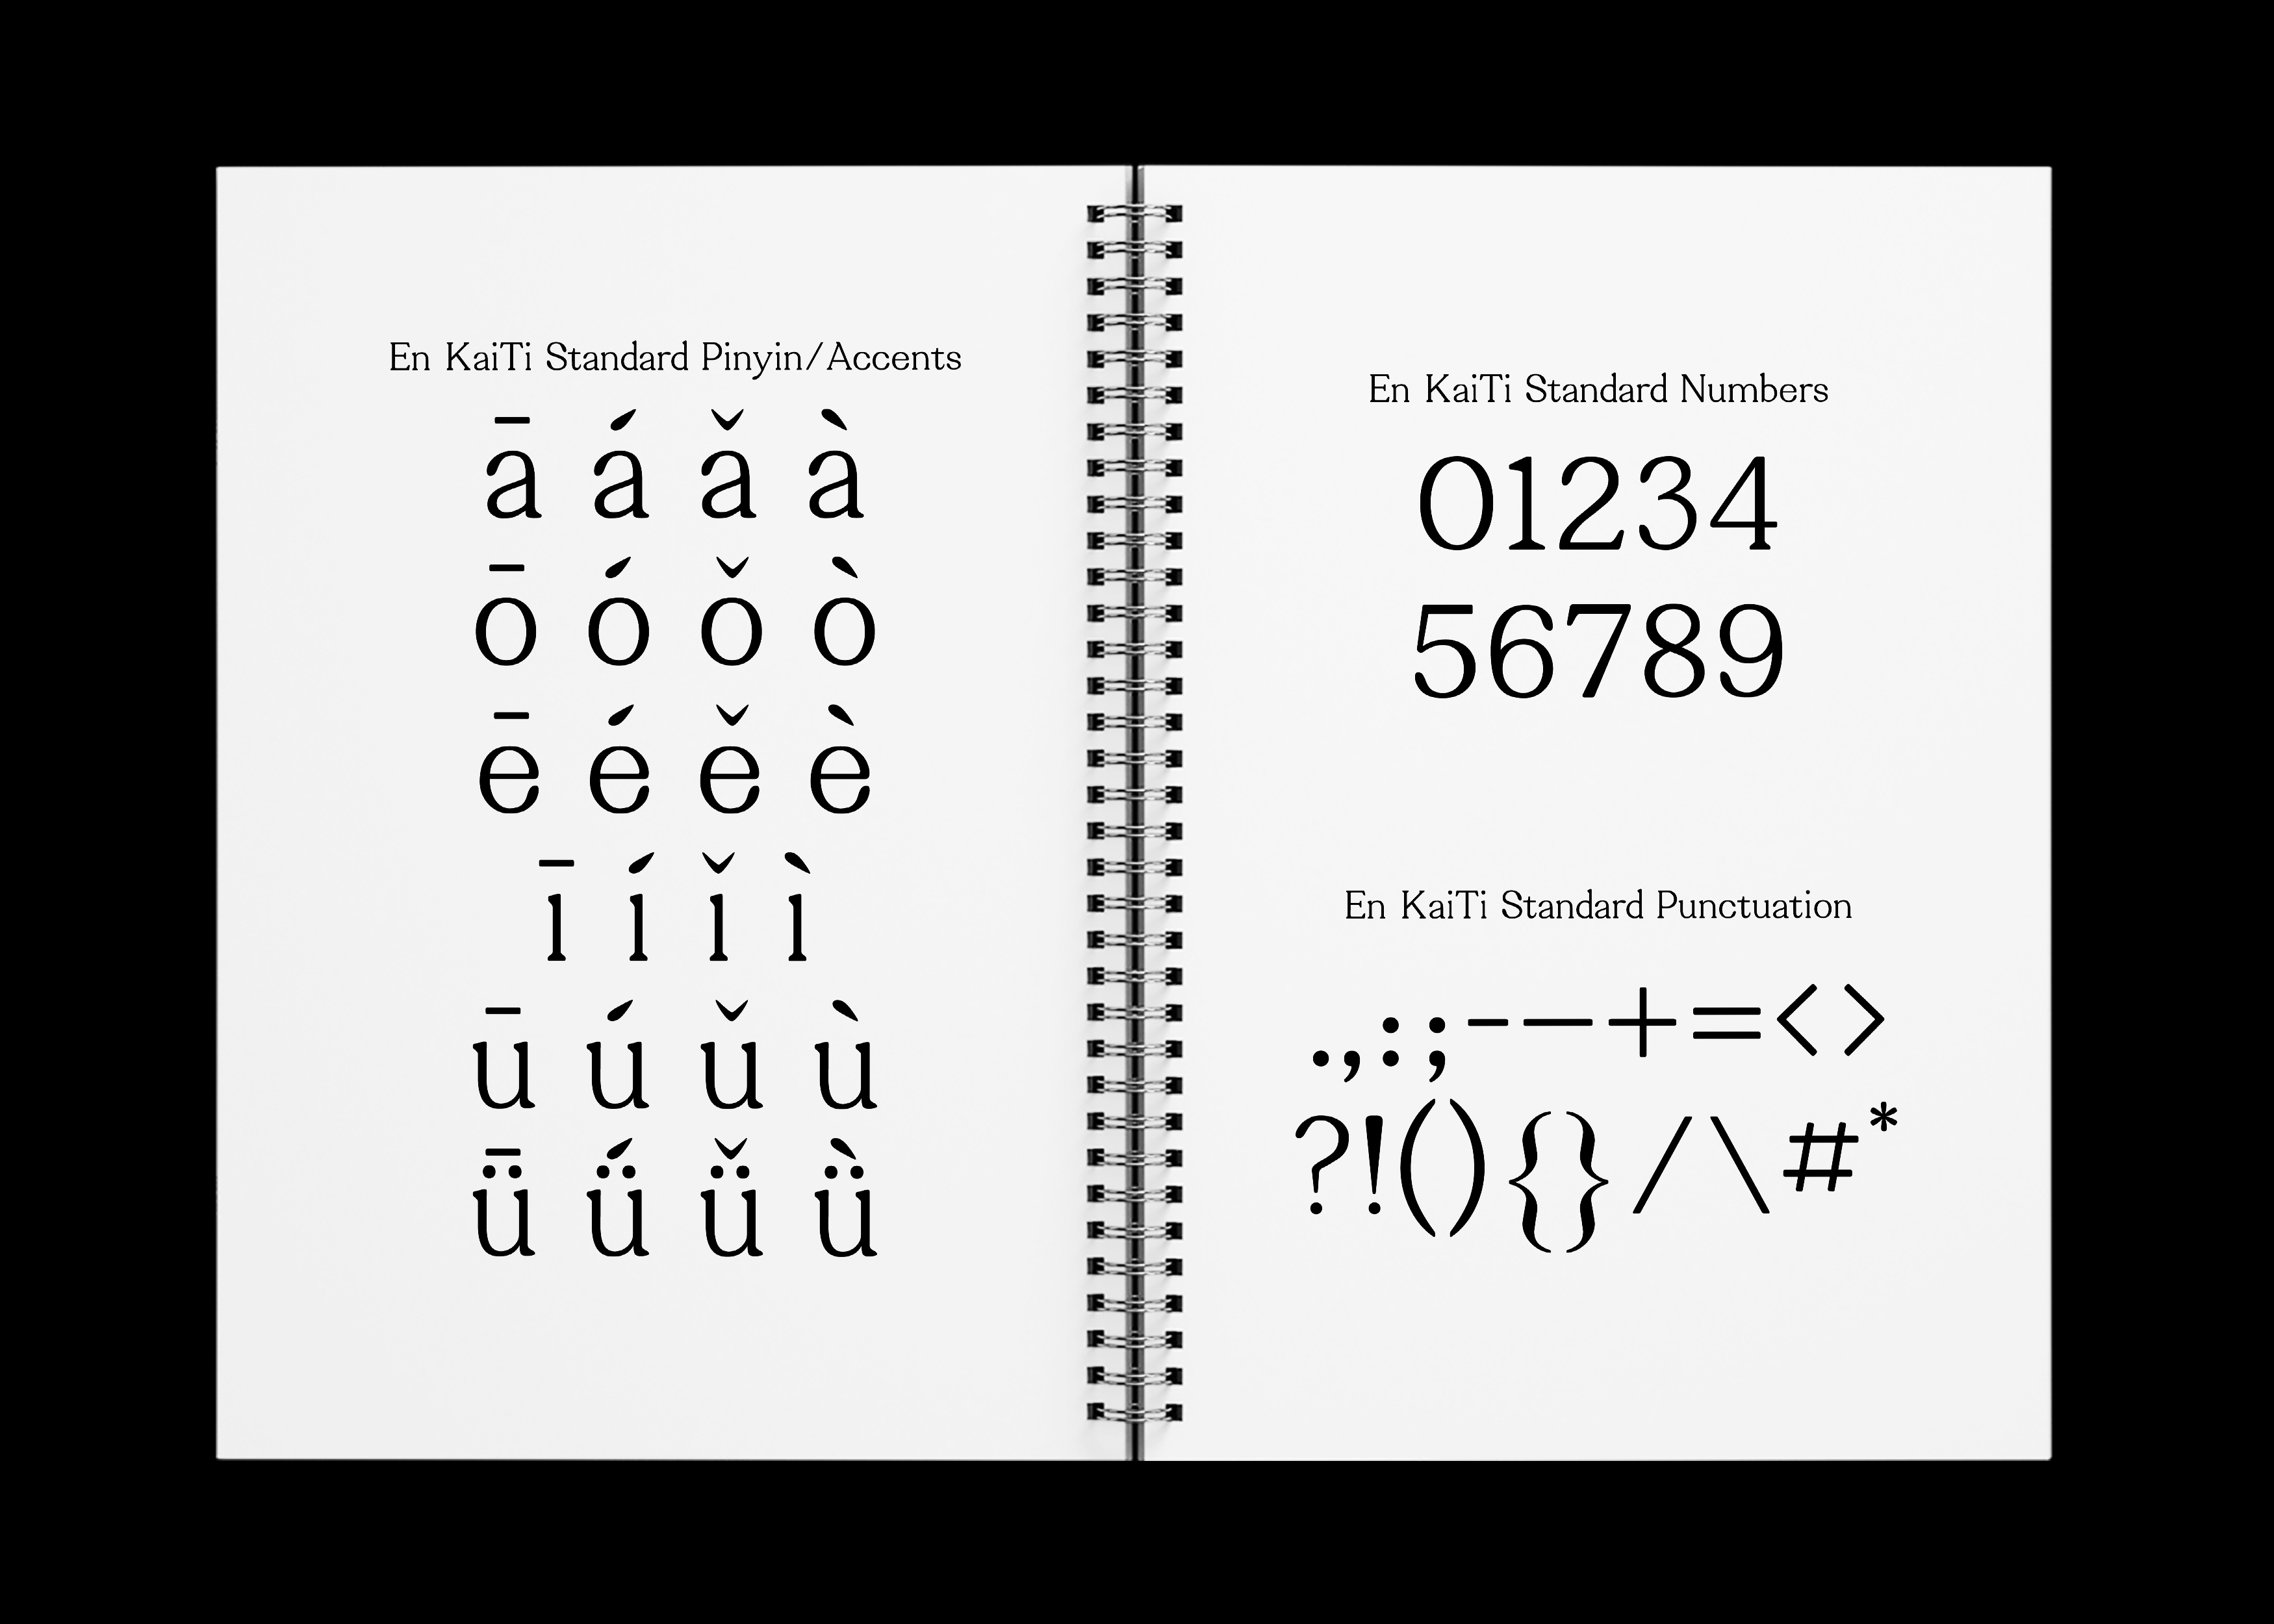 En KaiTi Standard Pinyin/Accents
ā á ǎ à
ō ó ǒ ò
ē é ě è
ī í ǐ ì
ū ú ǔ ù
ǖ ǘ ǚ ǜ
En KaiTi Standard Numbers
01234
56789
En KaiTi Standard Punctuation
.,:;-—+=<>
?!(){}/\#*